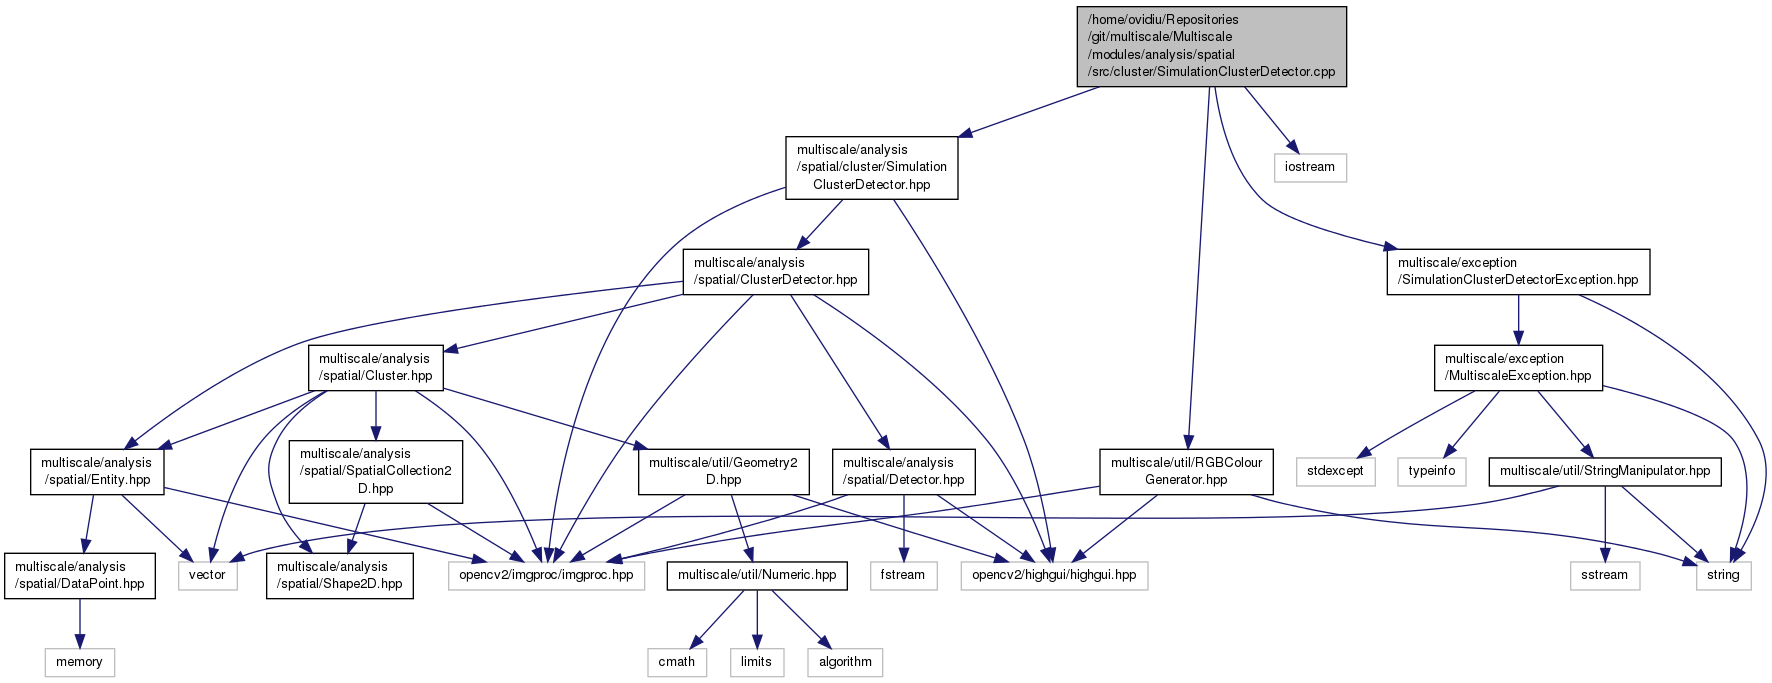 /home/ovidiu/Repositories
/git/multiscale/Multiscale
/modules/analysis/spatial
/src/cluster/SimulationClusterDetector.cpp
multiscale/analysis
/spatial/cluster/Simulation
ClusterDetector.hpp
iostream
multiscale/analysis
/spatial/ClusterDetector.hpp
multiscale/exception
/SimulationClusterDetectorException.hpp
multiscale/analysis
/spatial/Cluster.hpp
multiscale/exception
/MultiscaleException.hpp
multiscale/analysis
/spatial/Entity.hpp
multiscale/analysis
/spatial/SpatialCollection2
D.hpp
multiscale/util/Geometry2
D.hpp
multiscale/analysis
/spatial/Detector.hpp
multiscale/util/RGBColour
Generator.hpp
stdexcept
typeinfo
multiscale/util/StringManipulator.hpp
multiscale/analysis
/spatial/DataPoint.hpp
vector
multiscale/analysis
/spatial/Shape2D.hpp
opencv2/imgproc/imgproc.hpp
multiscale/util/Numeric.hpp
fstream
opencv2/highgui/highgui.hpp
sstream
string
memory
cmath
limits
algorithm